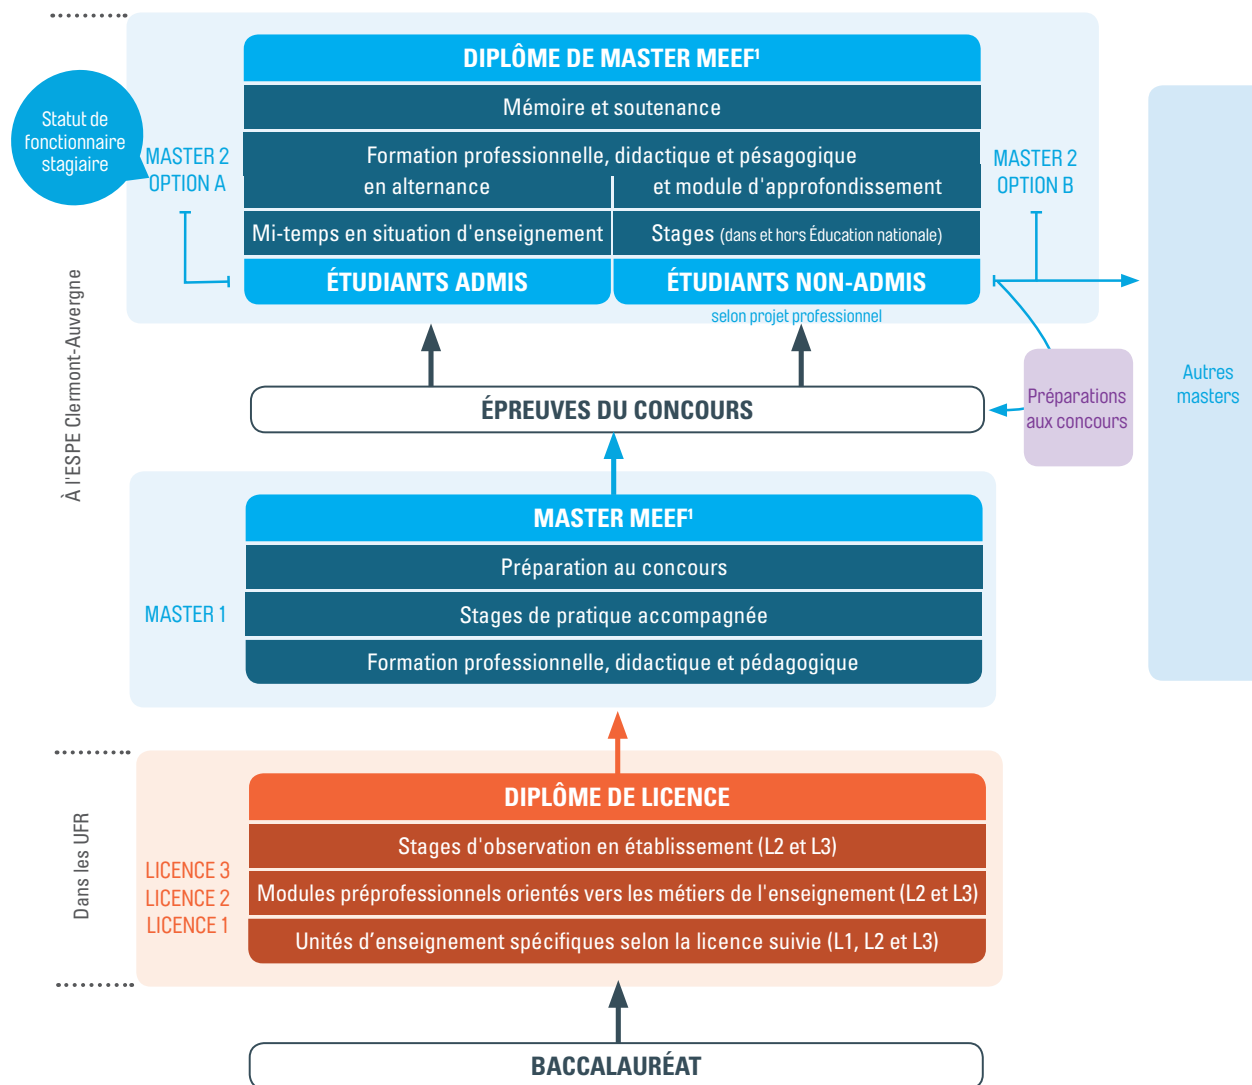 DIPLÔME DE MASTER MEEF¹
Mémoire et soutenance
Statut de
fonctionnaire
stagiaire
MASTER 2
OPTION A
Formation professionnelle, didactique et pésagogique
en alternance
et module d'approfondissement
MASTER 2
OPTION B
Mi-temps en situation d'enseignement
Stages (dans et hors Éducation nationale)
ÉTUDIANTS ADMIS
ÉTUDIANTS NON-ADMIS
selon projet professionnel
À l'ESPE Clermont-Auvergne
ÉPREUVES DU CONCOURS
Préparations
aux concours
Autres
masters
MASTER MEEF¹
Préparation au concours
MASTER 1
Stages de pratique accompagnée
Formation professionnelle, didactique et pédagogique
Dans les UFR
DIPLÔME DE LICENCE
Stages d'observation en établissement (L2 et L3)
LICENCE 3
LICENCE 2
LICENCE 1
Modules préprofessionnels orientés vers les métiers de l'enseignement (L2 et L3)
Unités d’enseignement spécifiques selon la licence suivie (L1, L2 et L3)
BACCALAURÉAT